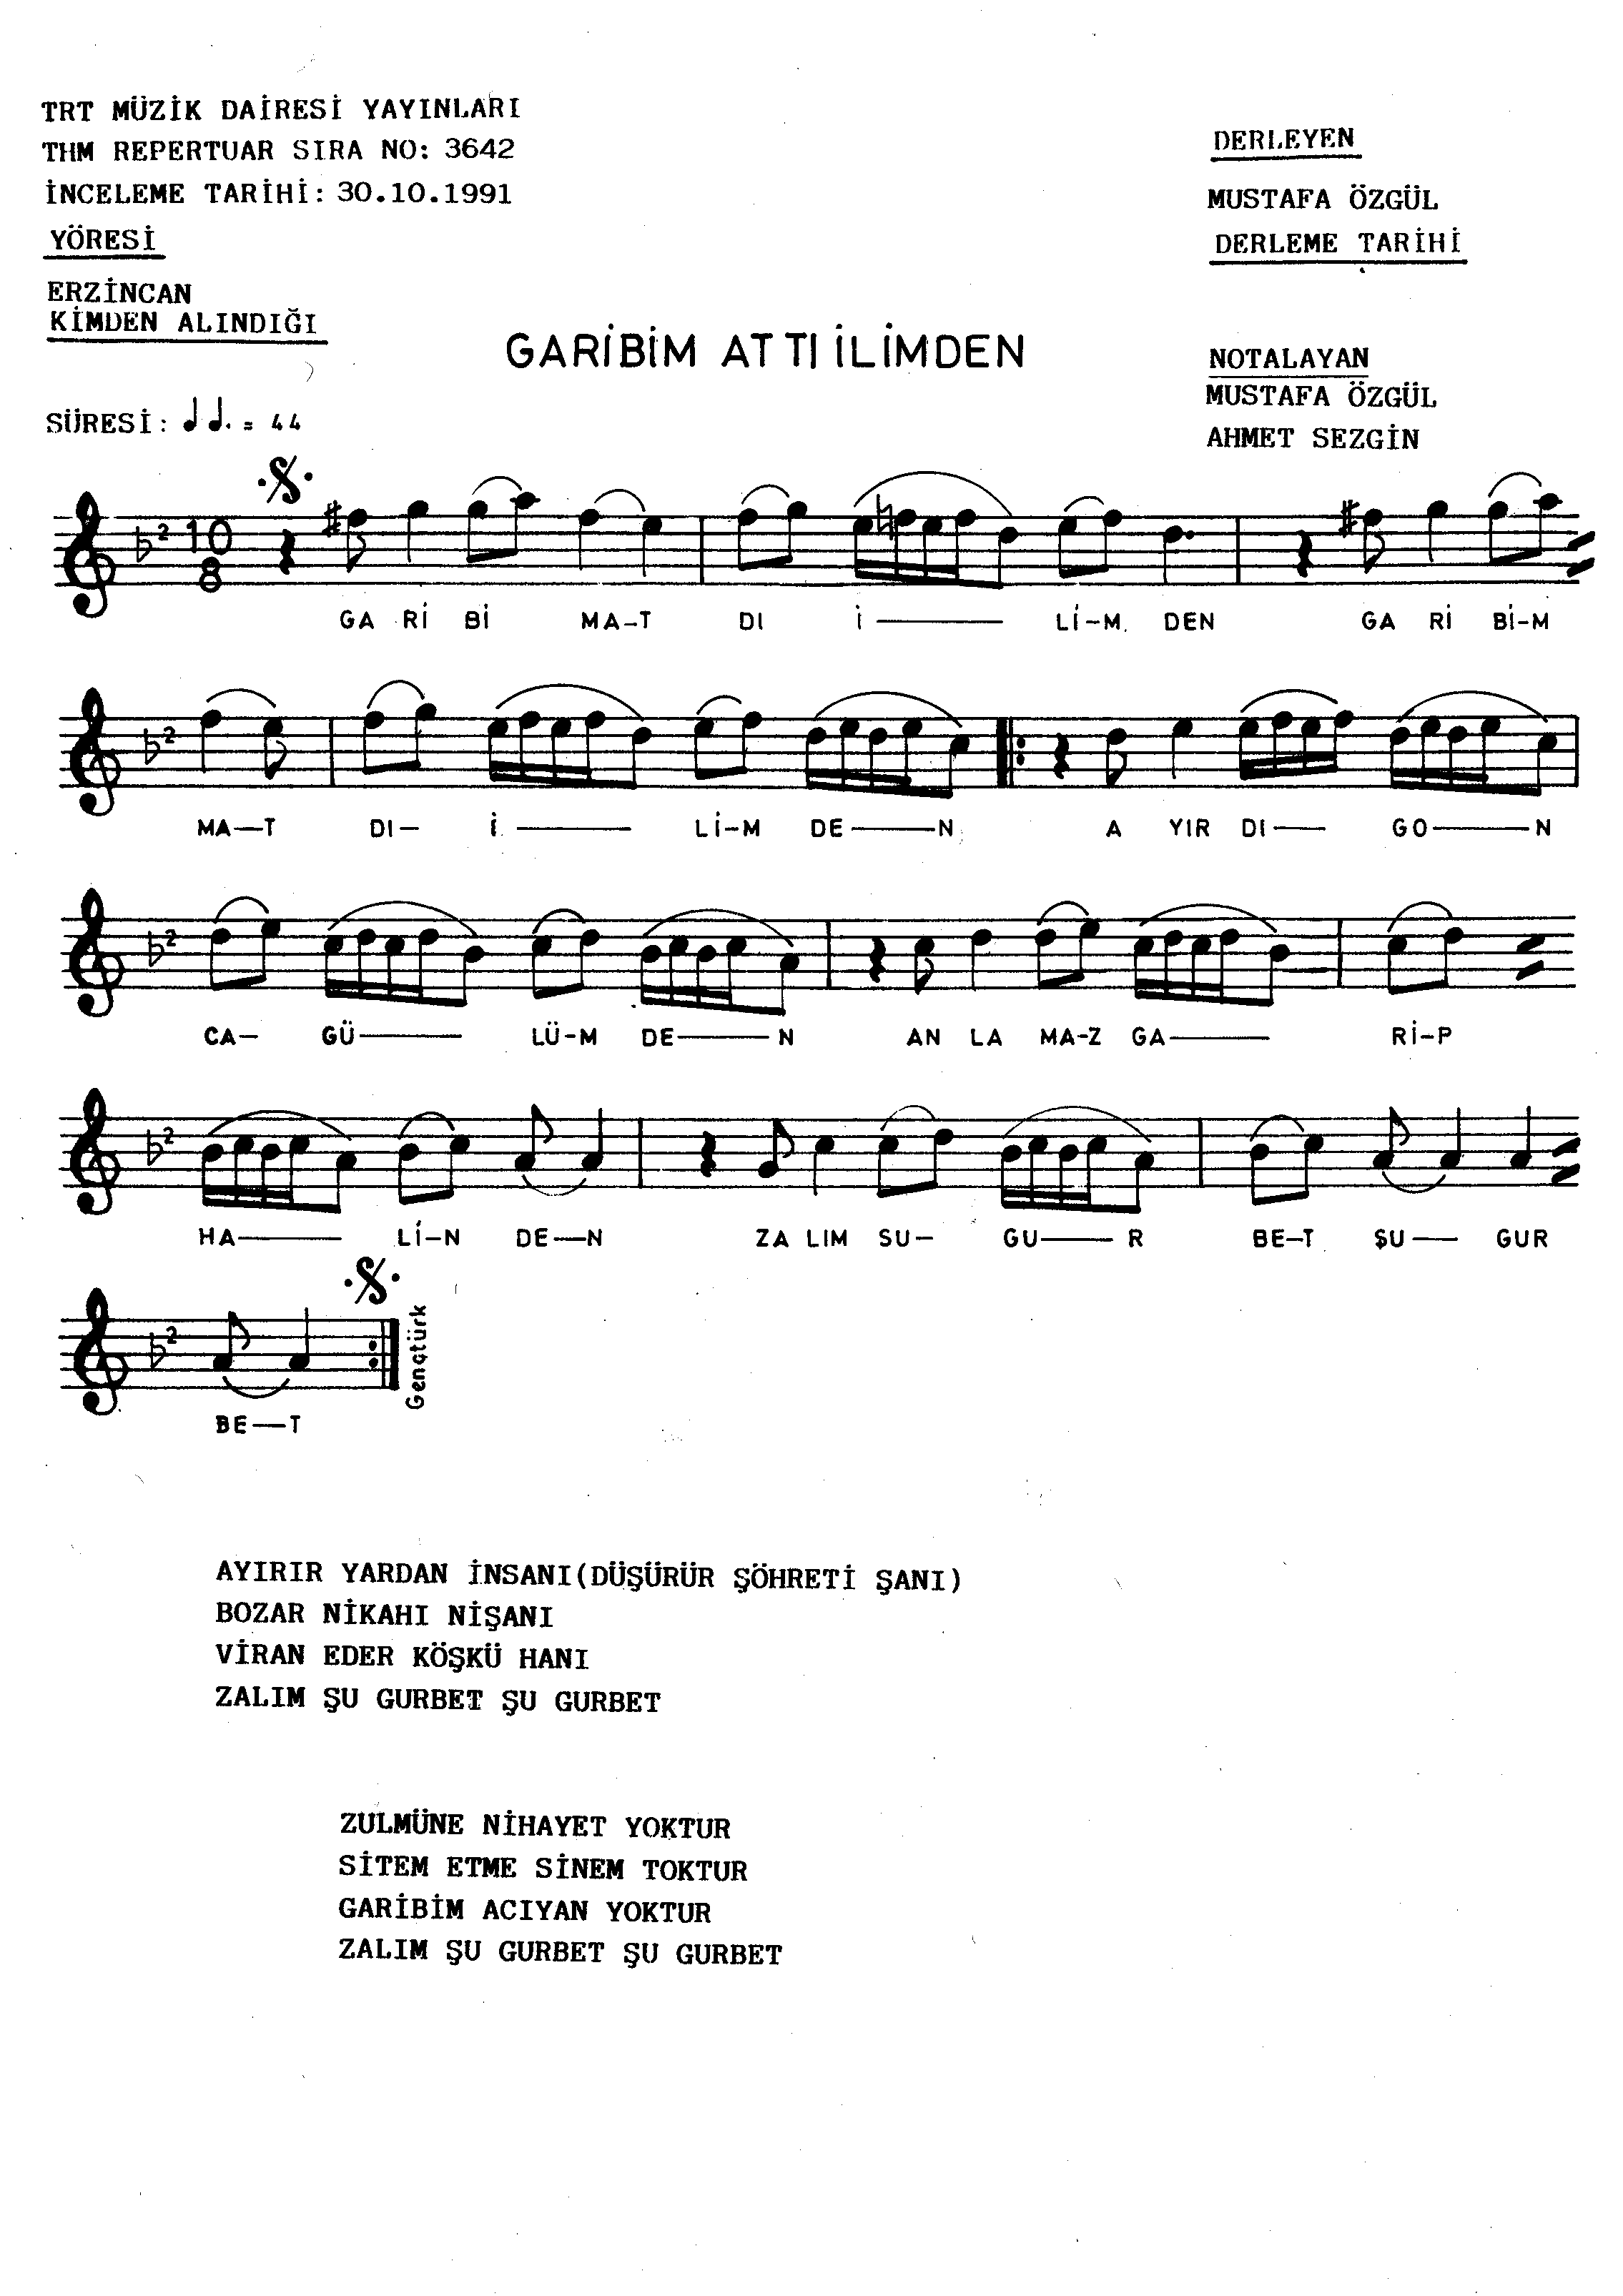 TRT MÜZİK DAİRESİ YAYINLARI
THM REPERTUAR SIRA NO: 3642
İNCELEME TARİHİ: 30.10.1991
YÖRESİ
ERZİNCAN
KİMDEN ALINDIĞI
DERLEYEN
MUSTAFA ÖZGÜL
DERLEME TARİHİ
GARİBİM ATTI İLİMDEN
NOTALAYAN
MUSTAFA ÖZGÜL
AHMET SEZGİN
SÜRESİ: ♩ ♩. = 44
2 10 8
GA Rİ Bİ MA-T DI İ —— Lİ-M DEN GA Rİ Bİ-M
2
MA—T DI— İ —— Lİ-M DE——N A YIR DI— GO——N
2
CA— GÜ—— LÜ-M DE——N AN LA MA-Z GA—— Rİ-P
2
HA—— Lİ-N DE—N ZA LIM SU— GU——R BE-T ŞU— GUR
2
BE—T
Gençtürk
AYIRIR YARDAN İNSANI(DÜŞÜRÜR ŞÖHRETİ ŞANI)
BOZAR NİKAHI NİŞANI
VİRAN EDER KÖŞKÜ HANI
ZALIM ŞU GURBET ŞU GURBET
ZULMÜNE NİHAYET YOKTUR
SİTEM ETME SİNEM TOKTUR
GARİBİM ACIYAN YOKTUR
ZALIM ŞU GURBET ŞU GURBET